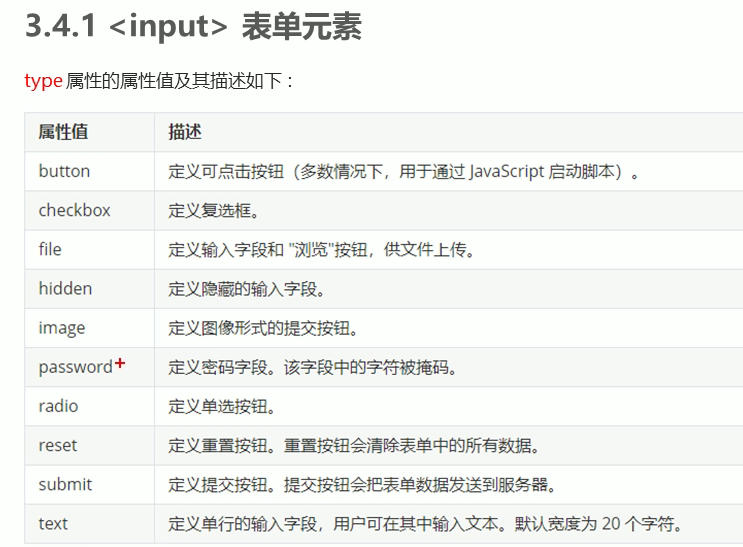 3.4.1 <input> 表单元素
type 属性的属性值及其描述如下：
属性值 描述
button 定义可点击按钮（多数情况下，用于通过 JavaScript 启动脚本）。
checkbox 定义复选框。
file 定义输入字段和 "浏览"按钮，供文件上传。
hidden 定义隐藏的输入字段。
image 定义图像形式的提交按钮。
password 定义密码字段。该字段中的字符被掩码。
radio 定义单选按钮。
reset 定义重置按钮。重置按钮会清除表单中的所有数据。
submit 定义提交按钮。提交按钮会把表单数据发送到服务器。
text 定义单行的输入字段，用户可在其中输入文本。默认宽度为 20 个字符。